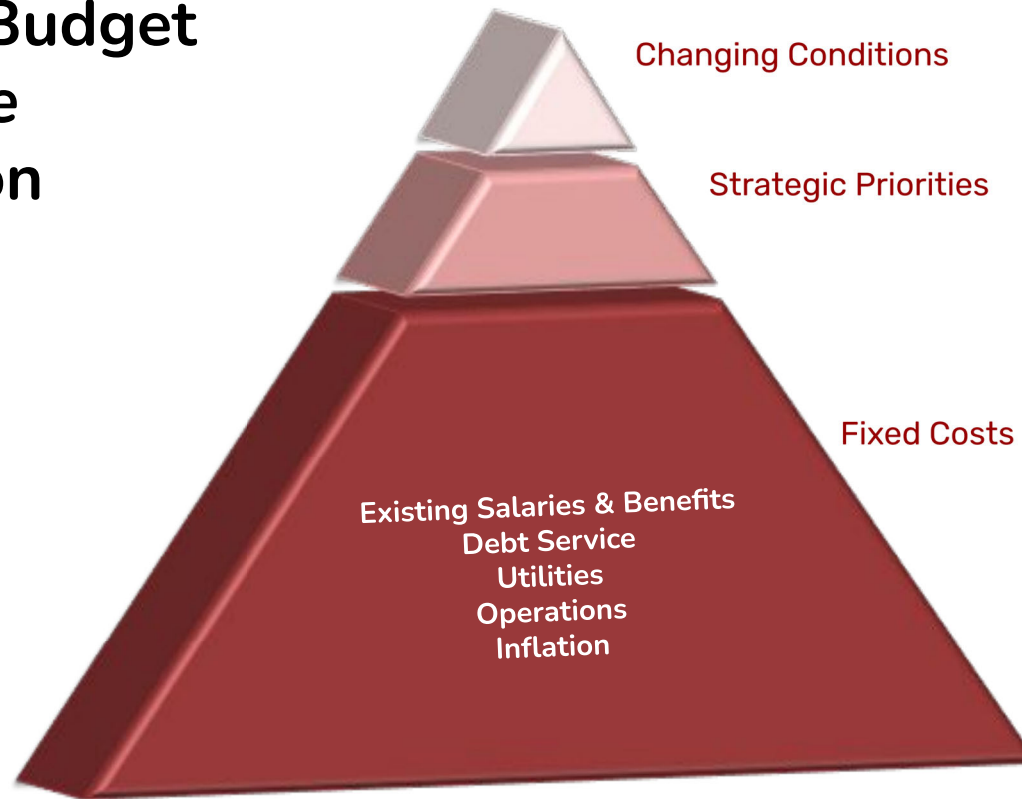 Budget
e
on
Changing Conditions
Strategic Priorities
Fixed Costs
Existing Salaries & Benefits
Debt Service
Utilities
Operations
Inflation